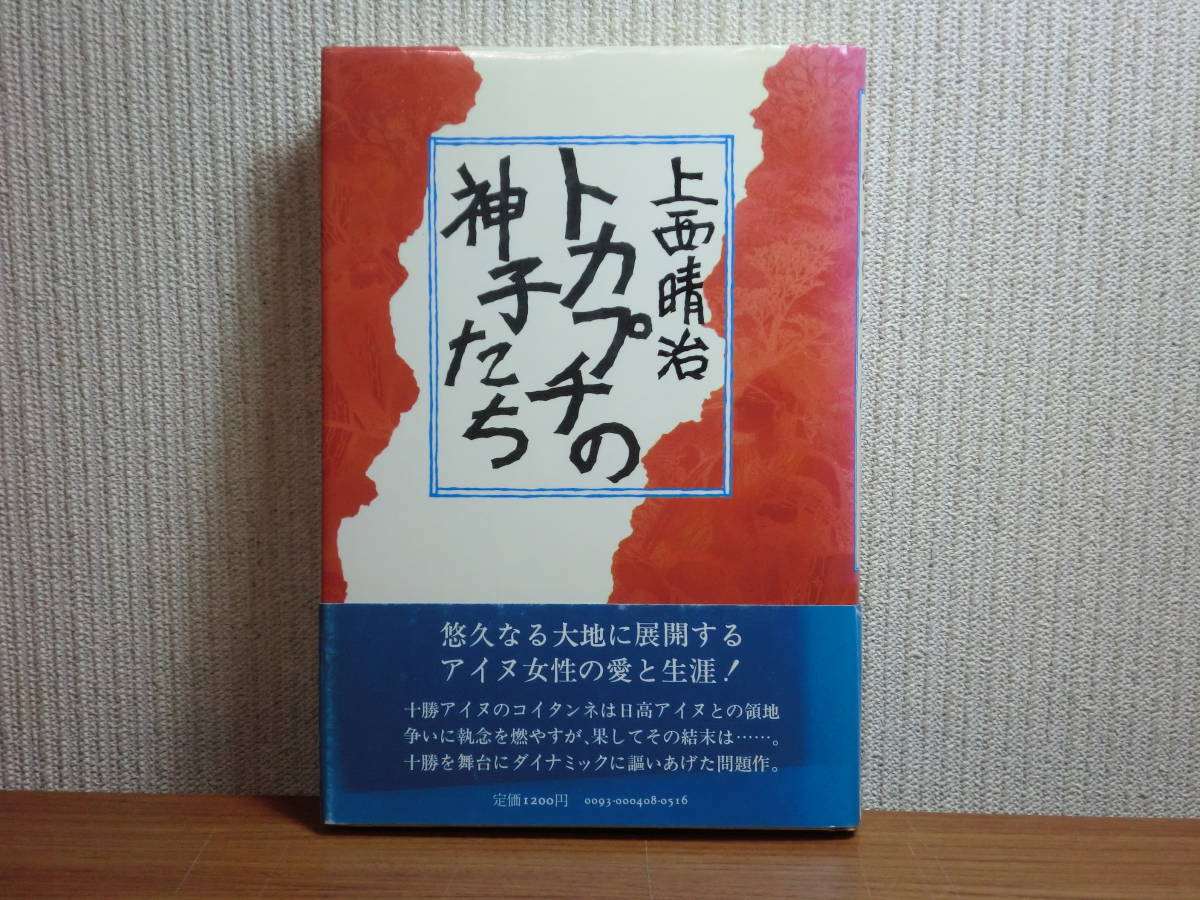 上西晴治
トカプチの
神子たち
悠久なる大地に展開する
アイヌ女性の愛と生涯！
十勝アイヌのコイタンネは日高アイヌとの領地
争いに執念を燃やすが、果してその結末は……。
十勝を舞台にダイナミックに謳いあげた問題作。
定価1200円 0093-000408-0516